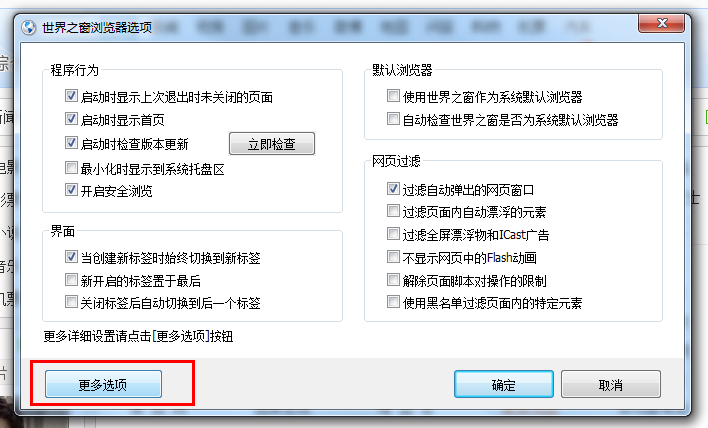 世界之窗浏览器选项
程序行为
启动时显示上次退出时未关闭的页面
启动时显示首页
启动时检查版本更新
立即检查
最小化时显示到系统托盘区
开启安全浏览
界面
当创建新标签时始终切换到新标签
新开启的标签置于最后
关闭标签后自动切换到后一个标签
默认浏览器
使用世界之窗作为系统默认浏览器
自动检查世界之窗是否为系统默认浏览器
网页过滤
过滤自动弹出的网页窗口
过滤页面内自动漂浮的元素
过滤全屏漂浮物和ICast广告
不显示网页中的Flash动画
解除页面脚本对操作的限制
使用黑名单过滤页面内的特定元素
更多详细设置请点击[更多选项]按钮
更多选项
确定
取消